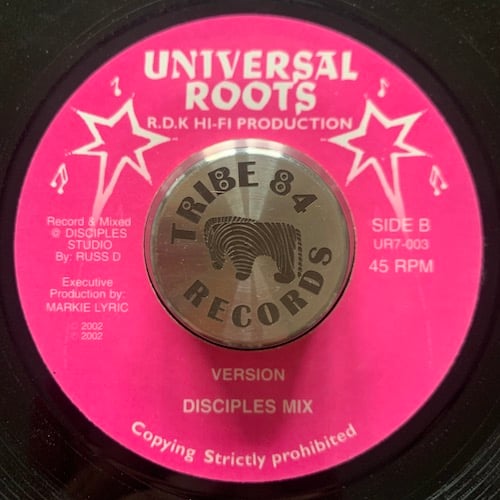 UNIVERSAL
ROOTS
R.D.K HI-FI PRODUCTION
Record & Mixed
@ DISCIPLES
STUDIO
By: RUSS D
Executive
Production by:
MARKIE LYRIC
℗ 2002
© 2002
TRIBE 84
RECORDS
SIDE B
UR7-003
45 RPM
VERSION
DISCIPLES MIX
Copying Strictly prohibited